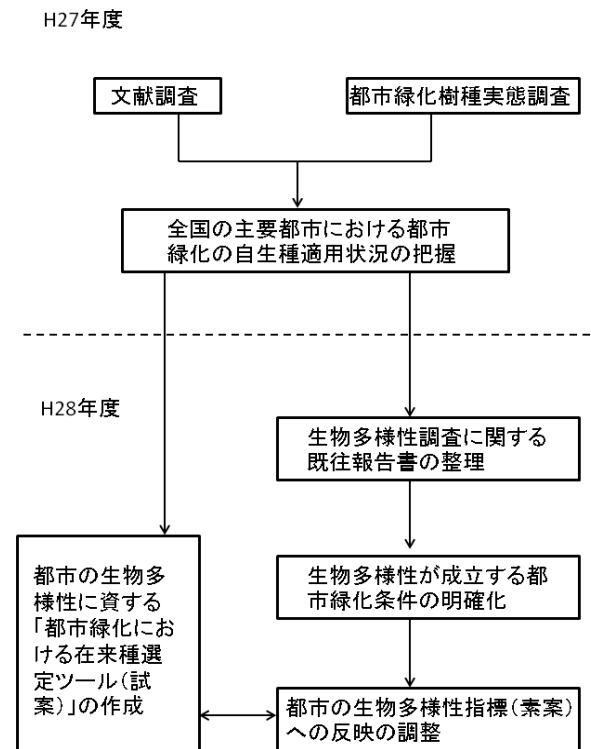 H27年度
文献調査
都市緑化樹種実態調査
全国の主要都市における都市
緑化の自生種適用状況の把握
H28年度
生物多様性調査に関する
既往報告書の整理
都市の生物多
様性に資する
「都市緑化にお
ける在来種選
定ツール(試
案)」の作成
生物多様性が成立する都
市緑化条件の明確化
都市の生物多様性指標(素案)
への反映の調整